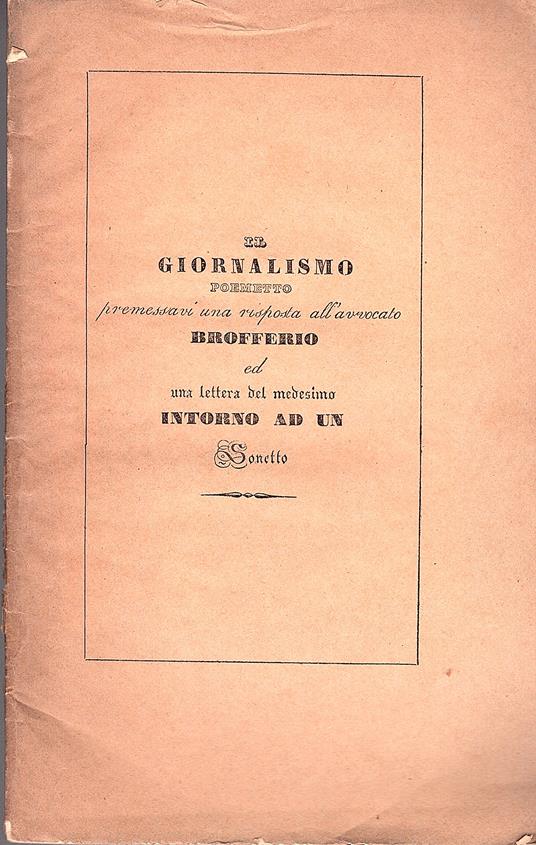 IL
GIORNALISMO
POEMETTO
premessavi una risposta all'avvocato
BROFFERIO
ed
una lettera del medesimo
INTORNO AD UN
Sonetto